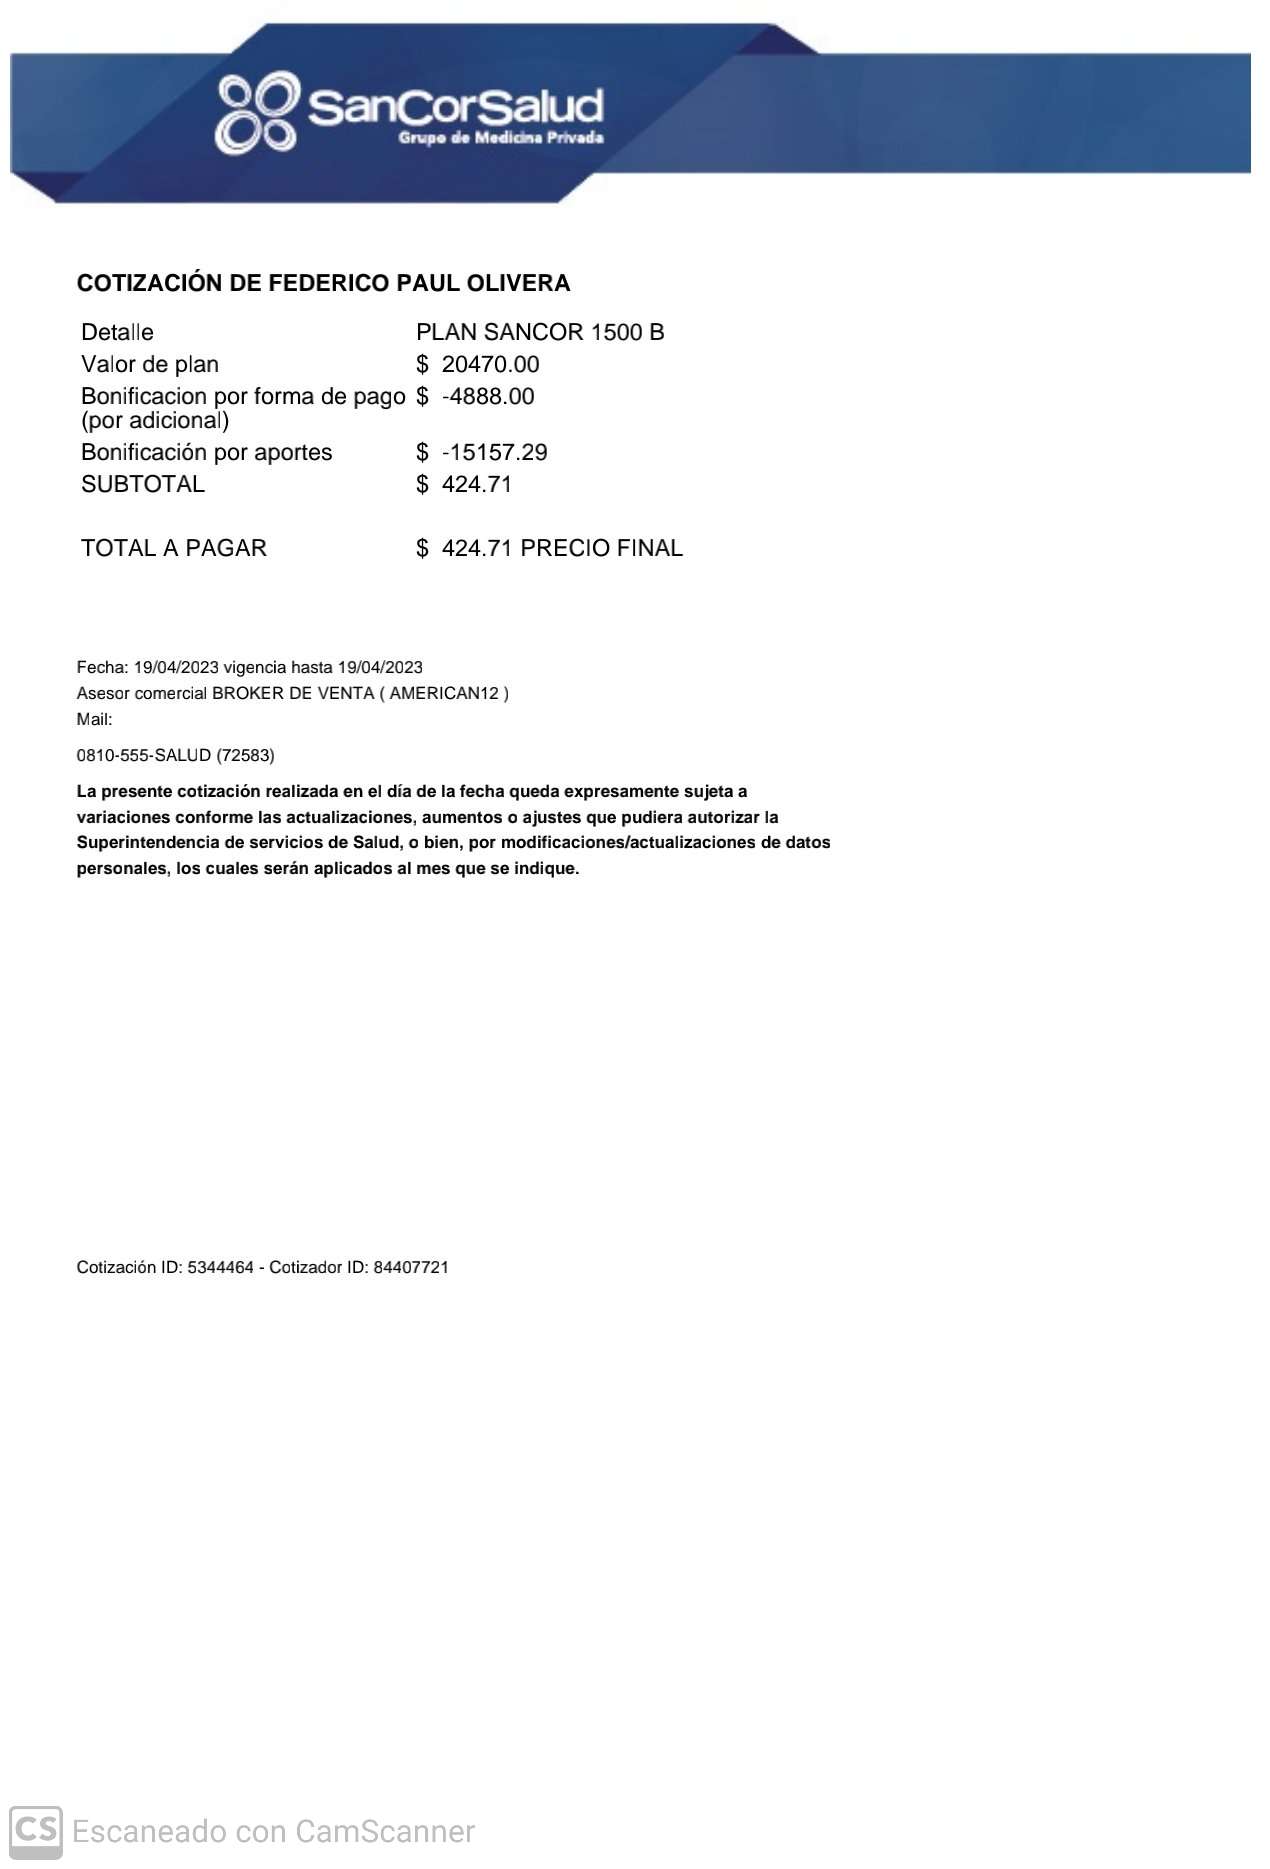 SanCorSalud
Grupo de Medicina Privada
COTIZACIÓN DE FEDERICO PAUL OLIVERA
Detalle PLAN SANCOR 1500 B
Valor de plan $ 20470.00
Bonificacion por forma de pago $ -4888.00
(por adicional)
Bonificación por aportes $ -15157.29
SUBTOTAL $ 424.71
TOTAL A PAGAR $ 424.71 PRECIO FINAL
Fecha: 19/04/2023 vigencia hasta 19/04/2023
Asesor comercial BROKER DE VENTA ( AMERICAN12 )
Mail:
0810-555-SALUD (72583)
La presente cotización realizada en el día de la fecha queda expresamente sujeta a
variaciones conforme las actualizaciones, aumentos o ajustes que pudiera autorizar la
Superintendencia de servicios de Salud, o bien, por modificaciones/actualizaciones de datos
personales, los cuales serán aplicados al mes que se indique.
Cotización ID: 5344464 - Cotizador ID: 84407721
CS Escaneado con CamScanner